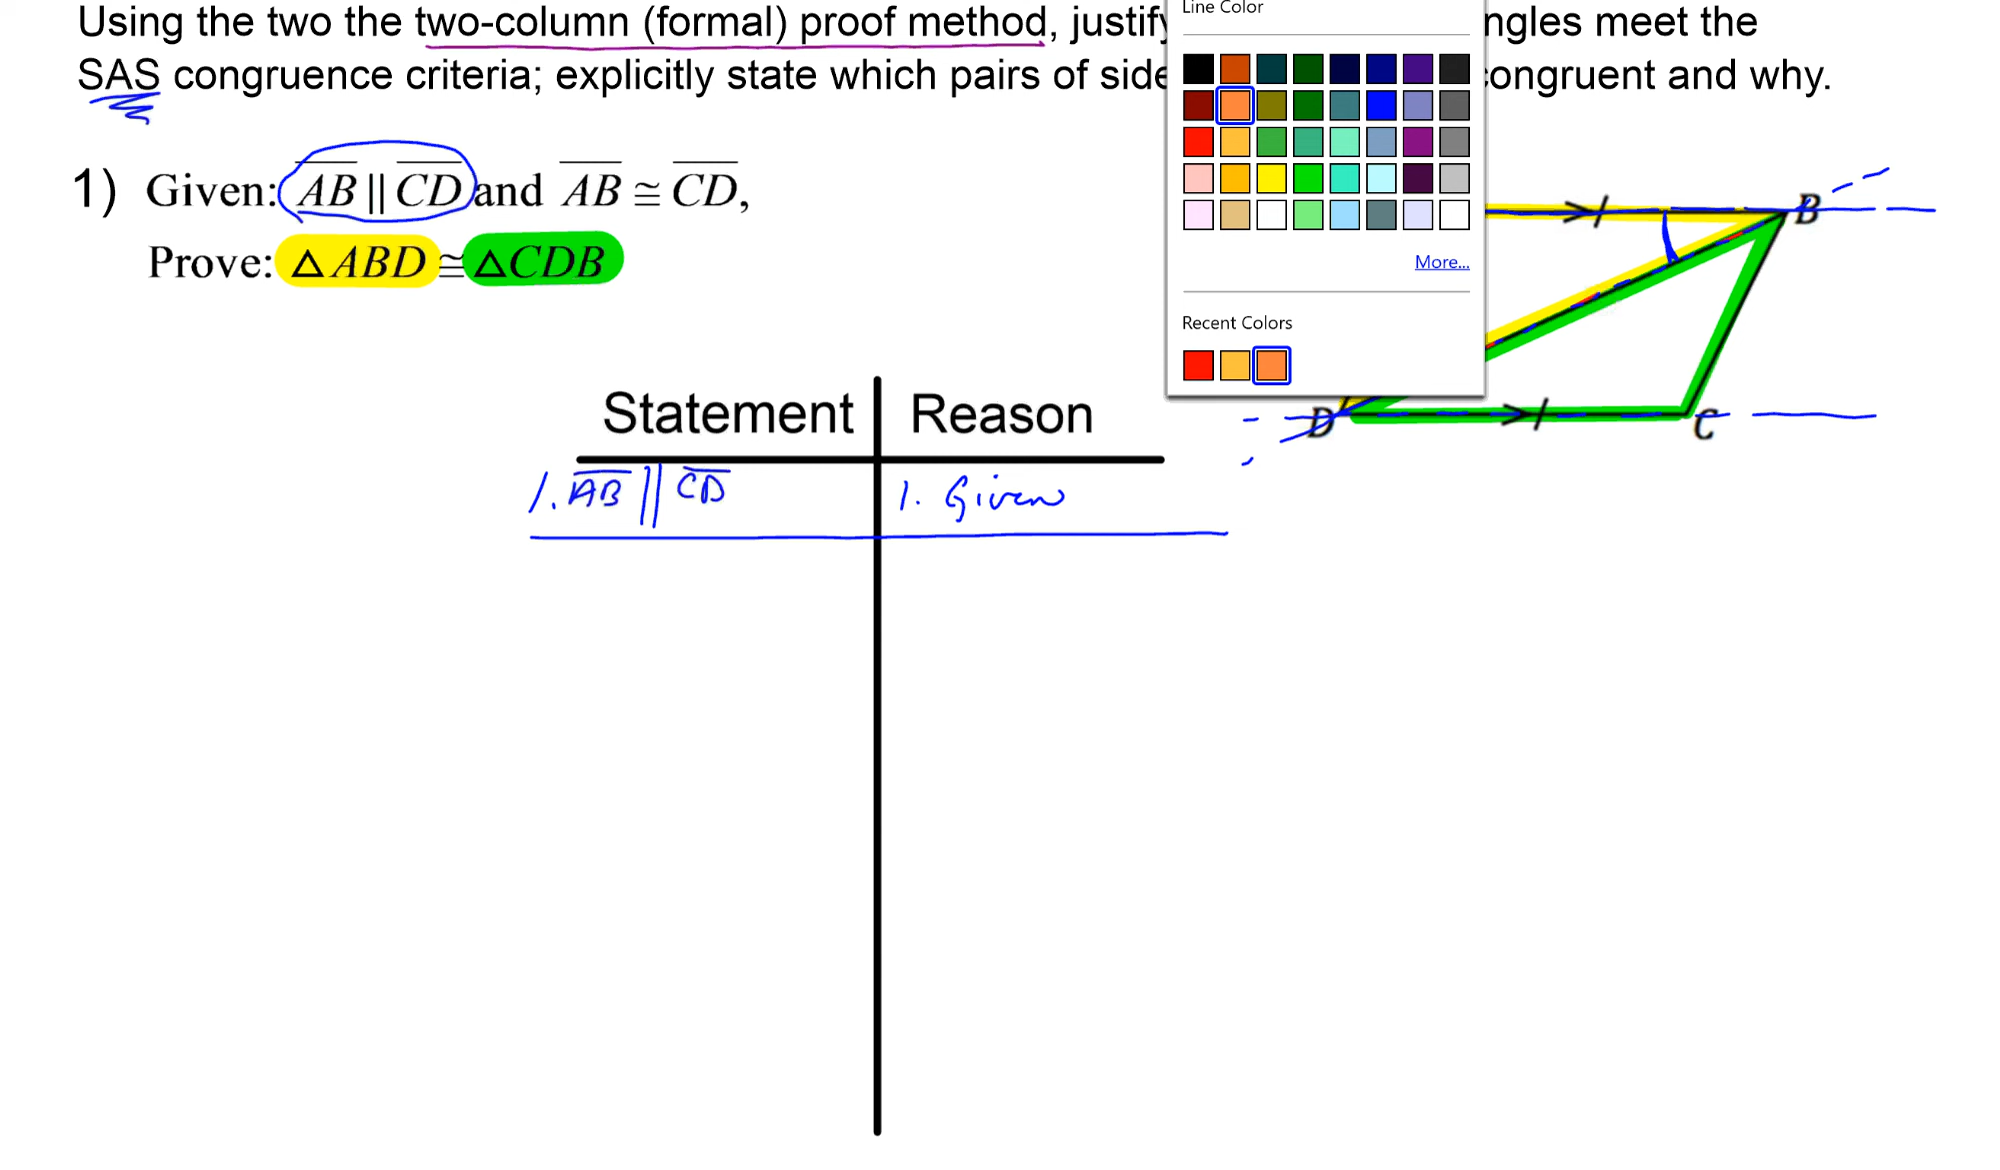 Using the two the two-column (formal) proof method, justify ngles meet the
SAS congruence criteria; explicitly state which pairs of side ongruent and why.
1) Given: AB || CD and AB ≅ CD,
Prove: △ABD ≅ △CDB
Line Color
More...
Recent Colors
B
D
C
Statement Reason
1. AB || CD 1. Given